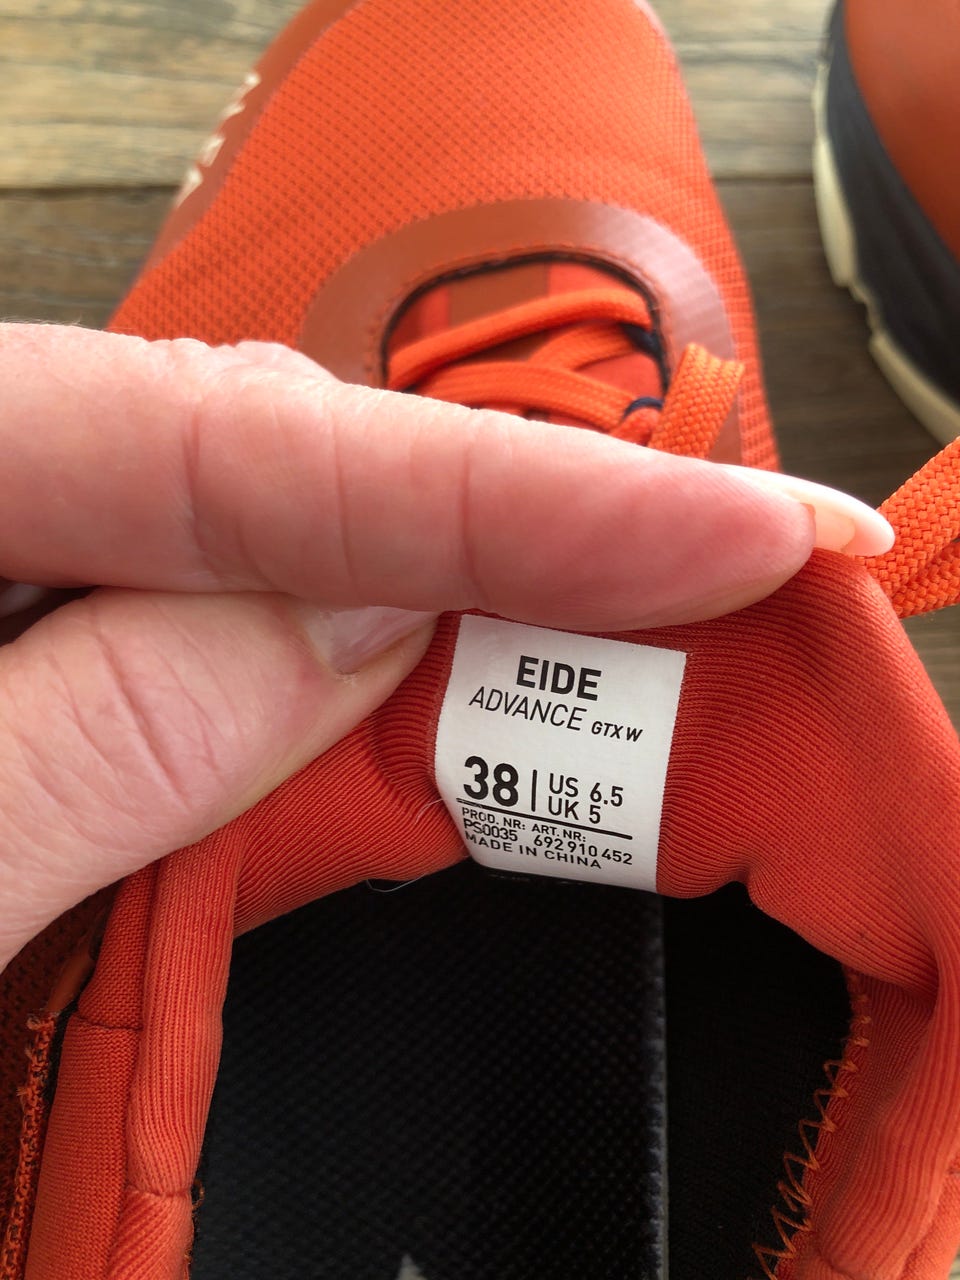 EIDE
ADVANCE GTX W
38 | US 6.5
UK 5
PROD. NR: ART. NR:
PS0035 692 910 452
MADE IN CHINA